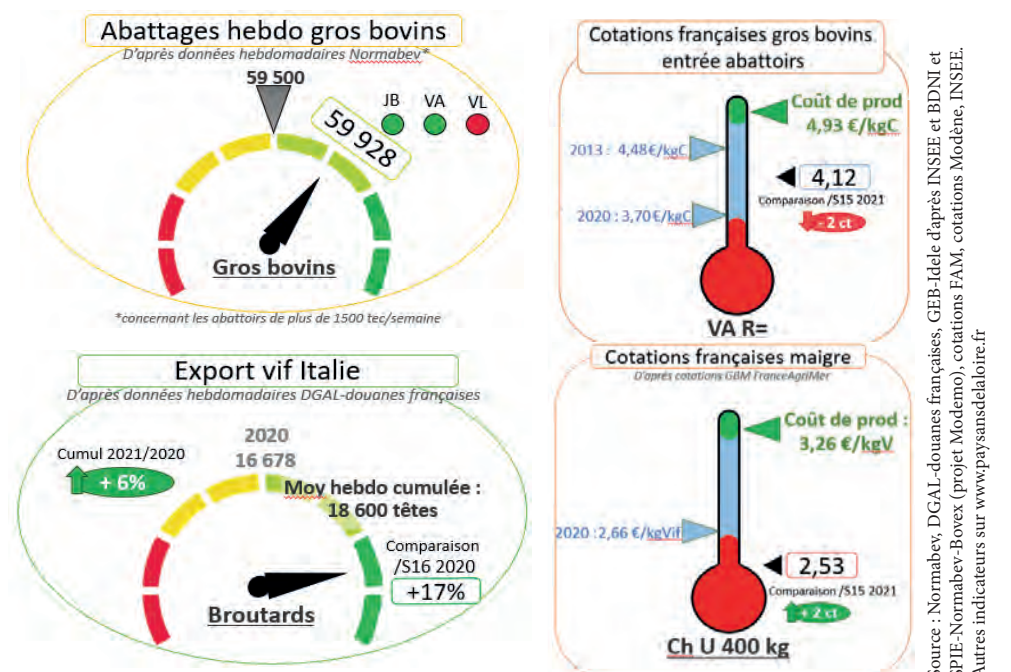 Abattages hebdo gros bovins
D'après données hebdomadaires Normabev*
59 500
JB VA VL
59 928
Gros bovins
*concernant les abattoirs de plus de 1500 tec/semaine
Export vif Italie
D'après données hebdomadaires DGAL-douanes françaises
2020
16 678
Cumul 2021/2020
+ 6%
Moy hebdo cumulée :
18 600 têtes
Comparaison
/S16 2020
+17%
Broutards
Cotations françaises gros bovins
entrée abattoirs
Coût de prod
4,93 €/kgC
2013 : 4,48€/kgC
4,12
Comparaison /S15 2021
- 2 ct
2020 : 3,70€/kgC
VA R=
Cotations françaises maigre
D'après cotations GBM FranceAgriMer
Coût de prod :
3,26 €/kgV
2020 :2,66 €/kgVif
2,53
Comparaison /S15 2021
+ 2 ct
Ch U 400 kg
Source : Normabev, DGAL-douanes françaises, GEB-Idele d'après INSEE et BDNI et
SPIE-Normabev-Bovex (projet Modemo), cotations FAM, cotations Modène, INSEE.
Autres indicateurs sur www.paysansdelaloire.fr